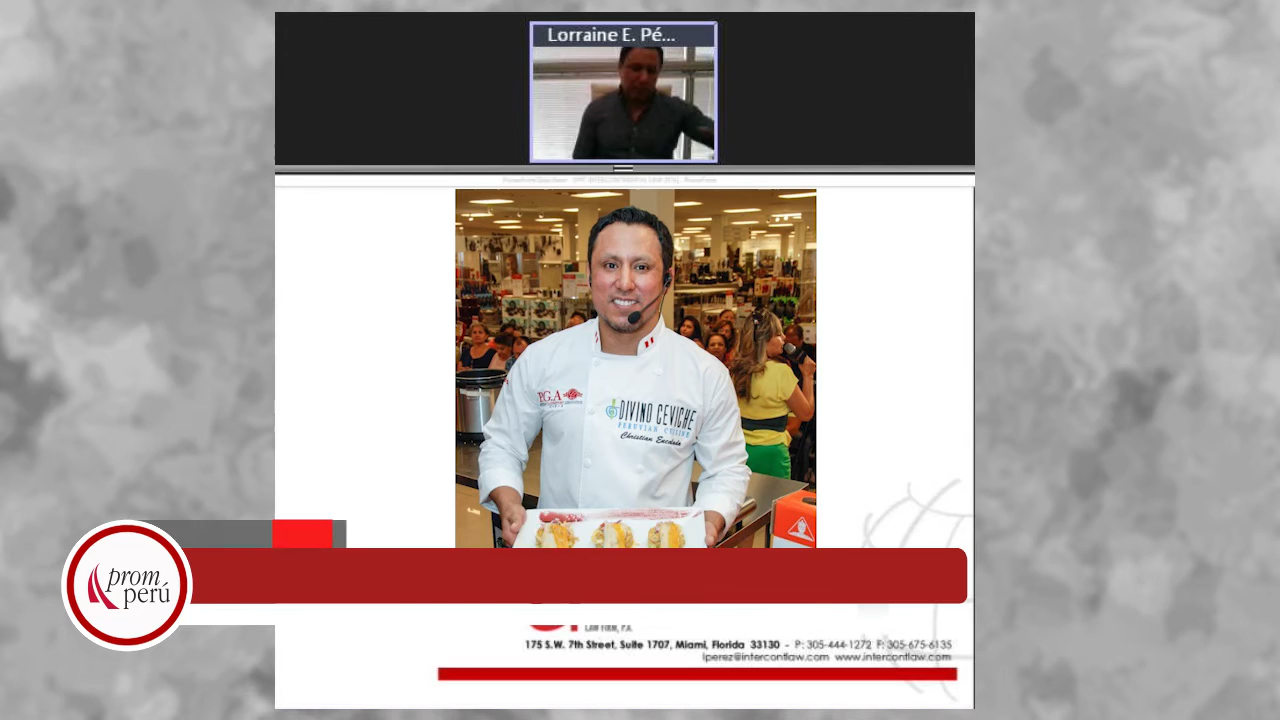 Lorraine E. Pé...
P.G.A
DIVINO CEVICHE
PERUVIAN CUISINE
Christian Encalada
prom
perú
LAW FIRM, P.A.
175 S.W. 7th Street, Suite 1707, Miami, Florida 33130 - P: 305-444-1272 F: 305-675-6135
lperez@intercontlaw.com www.intercontlaw.com